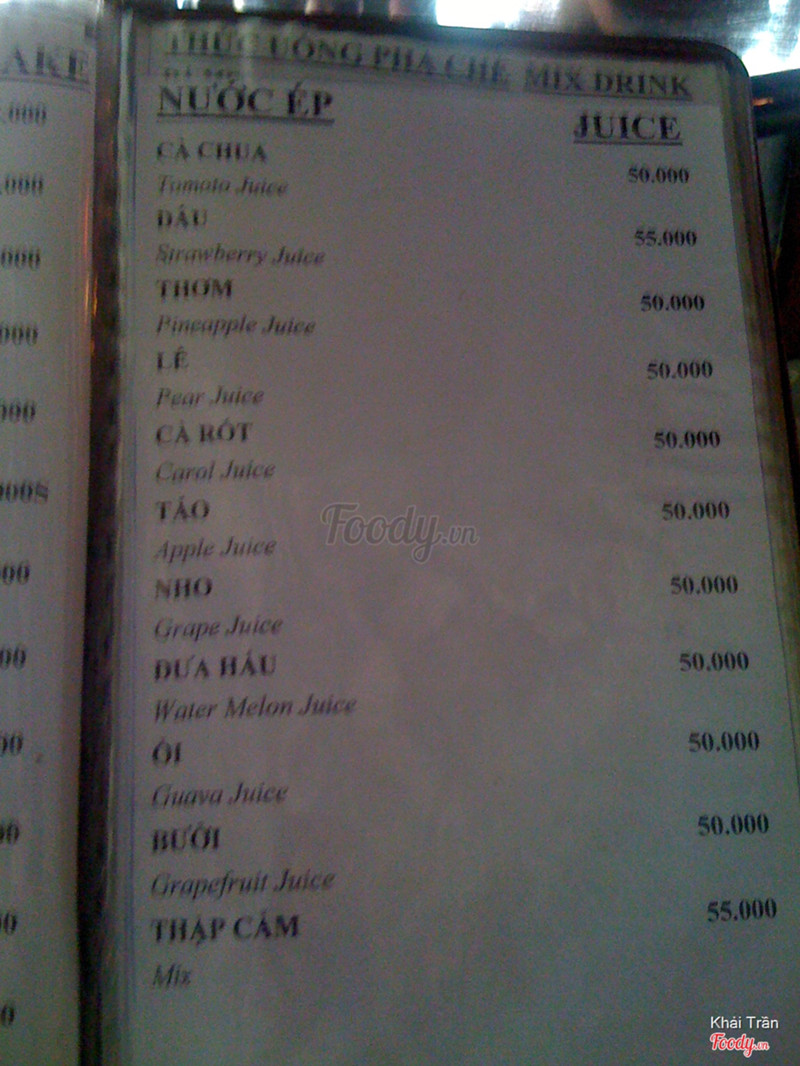 AKE
THỨC UỐNG PHA CHẾ MIX DRINK
NƯỚC ÉP JUICE
CÀ CHUA 50.000
Tomato Juice
DÂU 55.000
Strawberry Juice
THƠM 50.000
Pineapple Juice
LÊ 50.000
Pear Juice
CÀ RỐT 50.000
Carol Juice
TÁO 50.000
Apple Juice
NHO 50.000
Grape Juice
DƯA HẤU 50.000
Water Melon Juice
ỔI 50.000
Guava Juice
BƯỞI 50.000
Grapefruit Juice
THẬP CẨM 55.000
Mix
Foody.vn
Khải Trần
Foody.vn